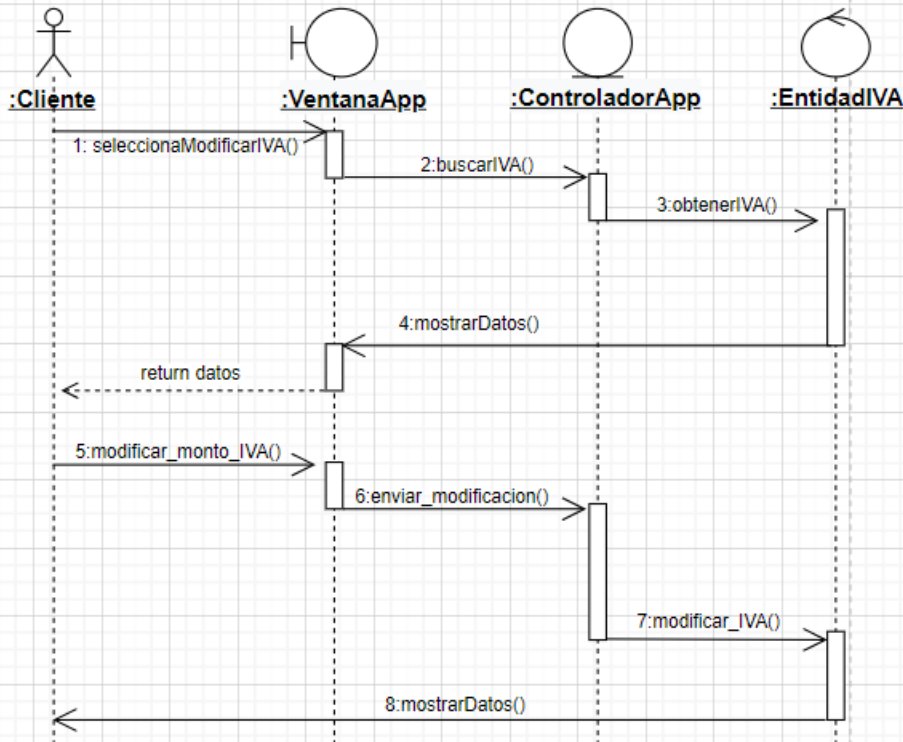 :Cliente
:VentanaApp
:ControladorApp
:EntidadIVA
1: seleccionaModificarIVA()
2:buscarIVA()
3:obtenerIVA()
4:mostrarDatos()
return datos
5:modificar_monto_IVA()
6:enviar_modificacion()
7:modificar_IVA()
8:mostrarDatos()